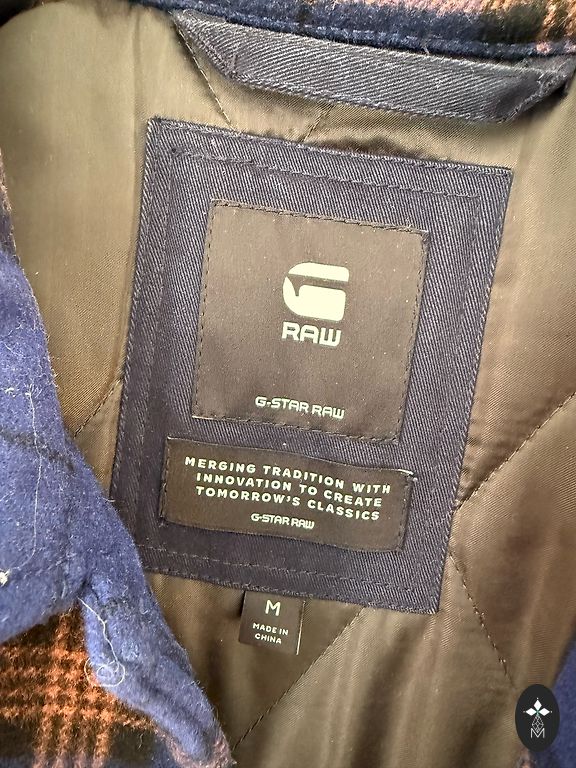 RAW
G-STAR RAW
MERGING TRADITION WITH
INNOVATION TO CREATE
TOMORROW'S CLASSICS
G-STAR RAW
M
MADE IN
CHINA
M